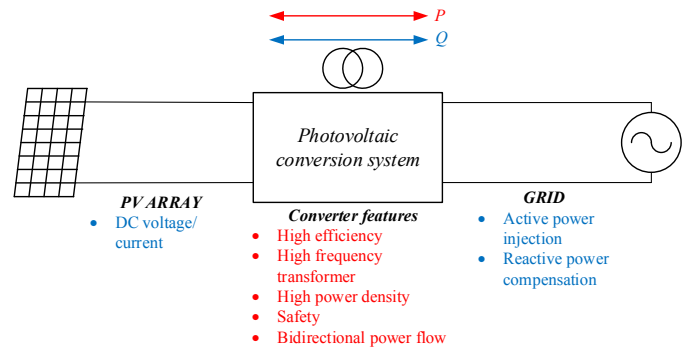 P
Q
Photovoltaic
conversion system
PV ARRAY
• DC voltage/
current
Converter features
• High efficiency
• High frequency
transformer
• High power density
• Safety
• Bidirectional power flow
GRID
• Active power
injection
• Reactive power
compensation